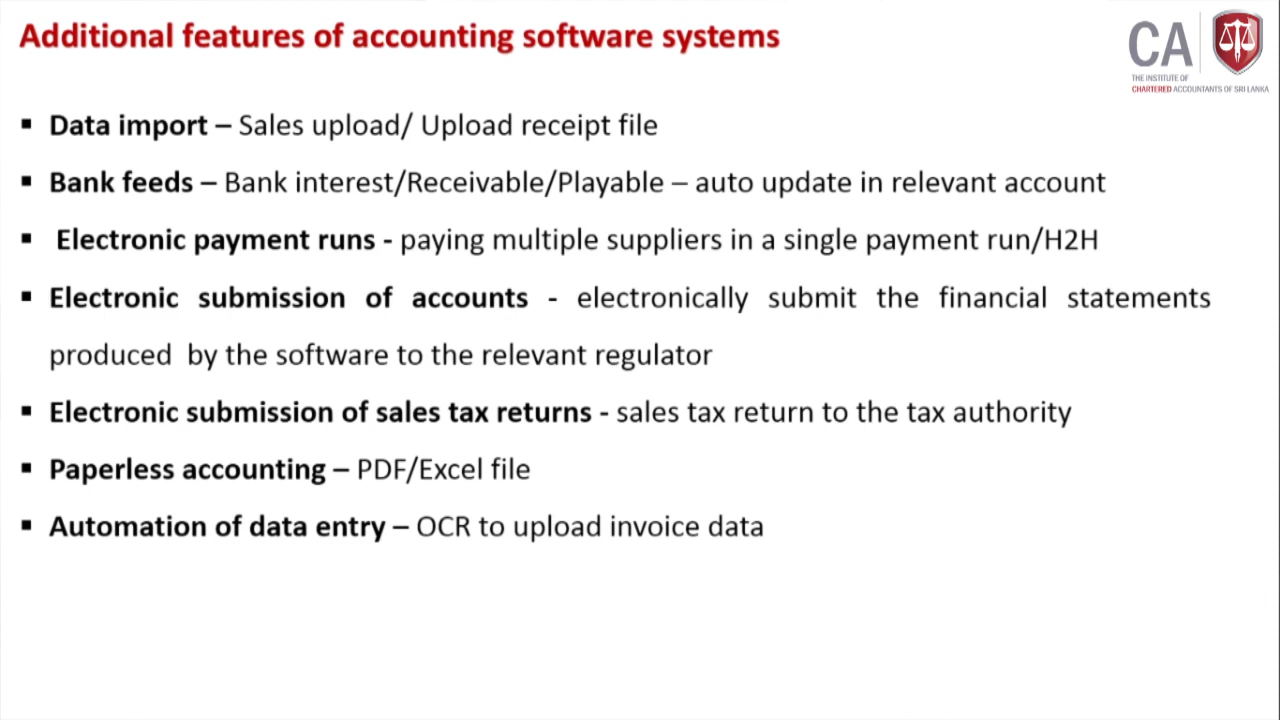 Additional features of accounting software systems
CA
THE INSTITUTE OF
CHARTERED ACCOUNTANTS OF SRI LANKA
▪ Data import – Sales upload/ Upload receipt file
▪ Bank feeds – Bank interest/Receivable/Playable – auto update in relevant account
▪ Electronic payment runs - paying multiple suppliers in a single payment run/H2H
▪ Electronic submission of accounts - electronically submit the financial statements
produced by the software to the relevant regulator
▪ Electronic submission of sales tax returns - sales tax return to the tax authority
▪ Paperless accounting – PDF/Excel file
▪ Automation of data entry – OCR to upload invoice data